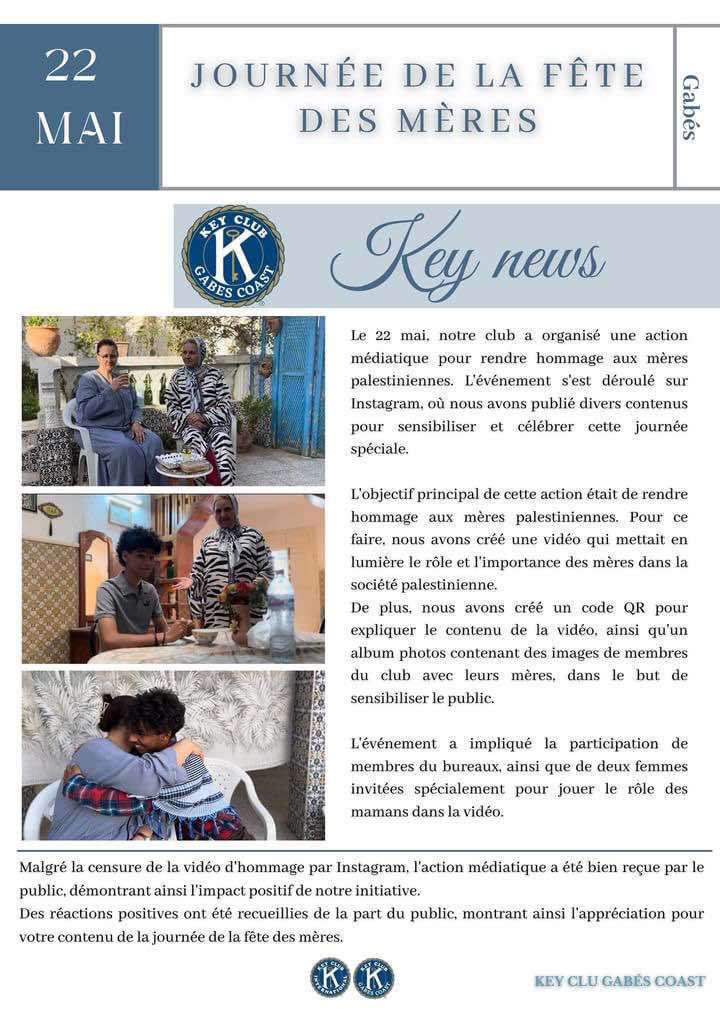 22
MAI
JOURNÉE DE LA FÊTE
DES MÈRES
Gabés
KEY CLUB
K
GABES COAST
Key news
Le 22 mai, notre club a organisé une action
médiatique pour rendre hommage aux mères
palestiniennes. L'événement s'est déroulé sur
Instagram, où nous avons publié divers contenus
pour sensibiliser et célébrer cette journée
spéciale.
L'objectif principal de cette action était de rendre
hommage aux mères palestiniennes. Pour ce
faire, nous avons créé une vidéo qui mettait en
lumière le rôle et l'importance des mères dans la
société palestinienne.
De plus, nous avons créé un code QR pour
expliquer le contenu de la vidéo, ainsi qu'un
album photos contenant des images de membres
du club avec leurs mères, dans le but de
sensibiliser le public.
L'événement a impliqué la participation de
membres du bureaux, ainsi que de deux femmes
invitées spécialement pour jouer le rôle des
mamans dans la vidéo.
Malgré la censure de la vidéo d'hommage par Instagram, l'action médiatique a été bien reçue par le
public, démontrant ainsi l'impact positif de notre initiative.
Des réactions positives ont été recueillies de la part du public, montrant ainsi l'appréciation pour
votre contenu de la journée de la fête des mères.
KEY CLUB
K
INTERNATIONAL
KEY CLUB
K
GABES COAST
KEY CLU GABÉS COAST